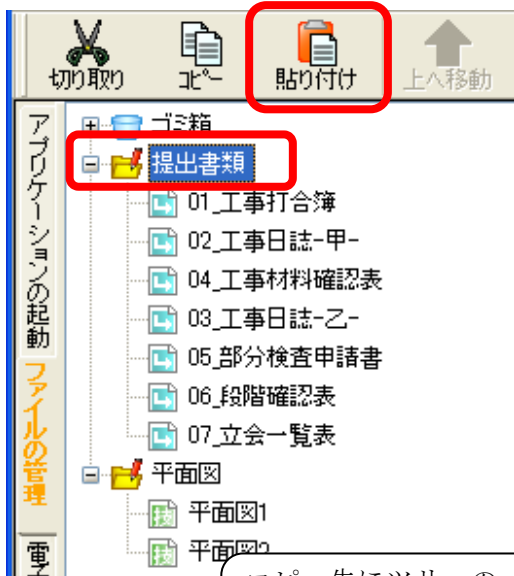 切り取り コピー 貼り付け 上へ移動
アプリケーションの起動
ファイルの管理
電子
ゴミ箱
提出書類
01_工事打合簿
02_工事日誌-甲-
04_工事材料確認表
03_工事日誌-乙-
05_部分検査申請書
06_段階確認表
07_立会一覧表
平面図
平面図1
平面図2